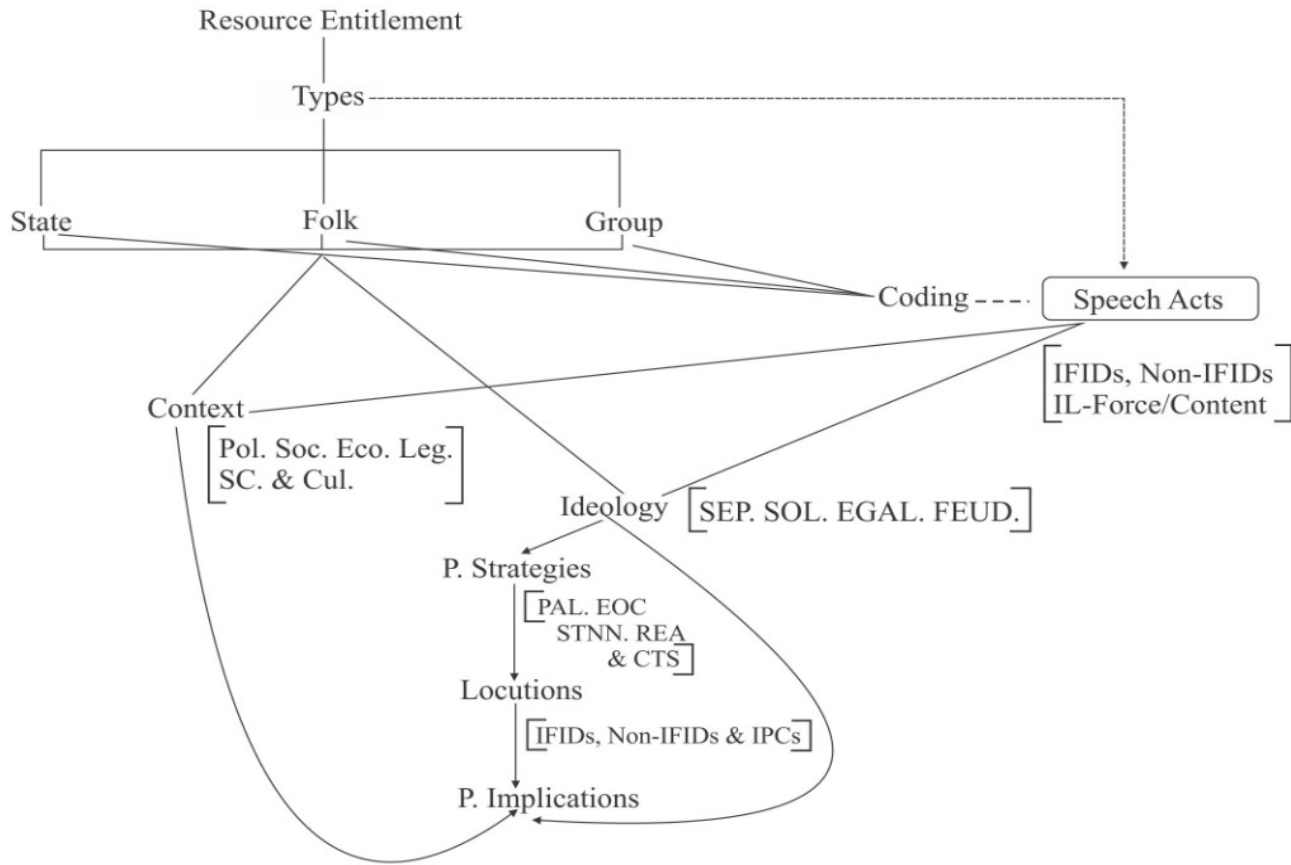 Resource Entitlement
Types
State
Folk
Group
Coding
Speech Acts
IFIDs, Non-IFIDs
IL-Force/Content
Context
Pol. Soc. Eco. Leg.
SC. & Cul.
Ideology
SEP. SOL. EGAL. FEUD.
P. Strategies
PAL. EOC
STNN. REA
& CTS
Locutions
IFIDs, Non-IFIDs & IPCs
P. Implications